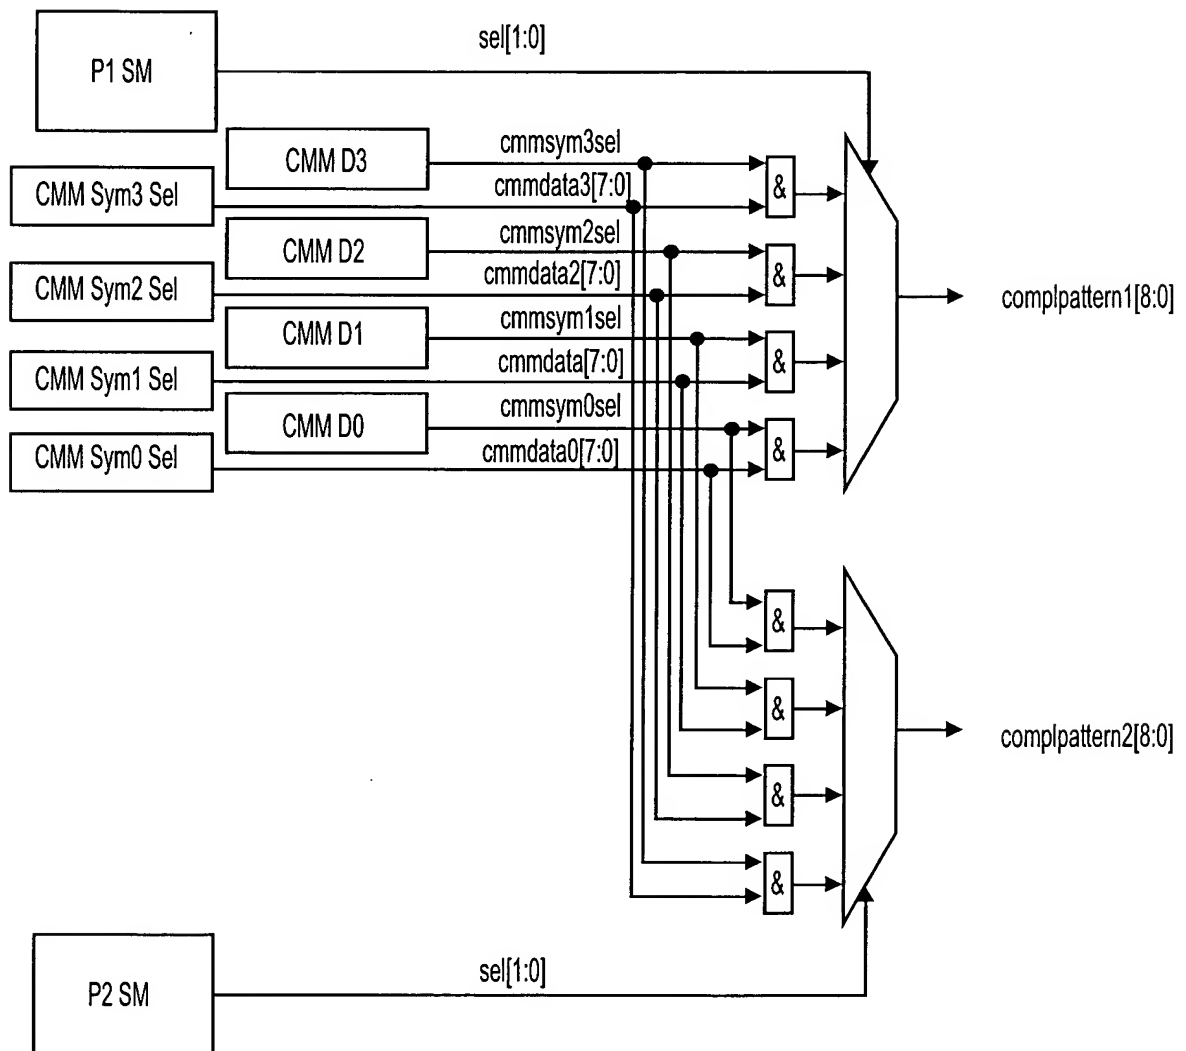 sel[1:0]
P1 SM
CMM D3
cmmsym3sel
CMM Sym3 Sel
cmmdata3[7:0]
&
CMM D2
cmmsym2sel
CMM Sym2 Sel
cmmdata2[7:0]
&
complpattern1[8:0]
CMM D1
cmmsym1sel
CMM Sym1 Sel
cmmdata[7:0]
&
CMM D0
cmmsym0sel
CMM Sym0 Sel
cmmdata0[7:0]
&
&
&
complpattern2[8:0]
&
&
sel[1:0]
P2 SM